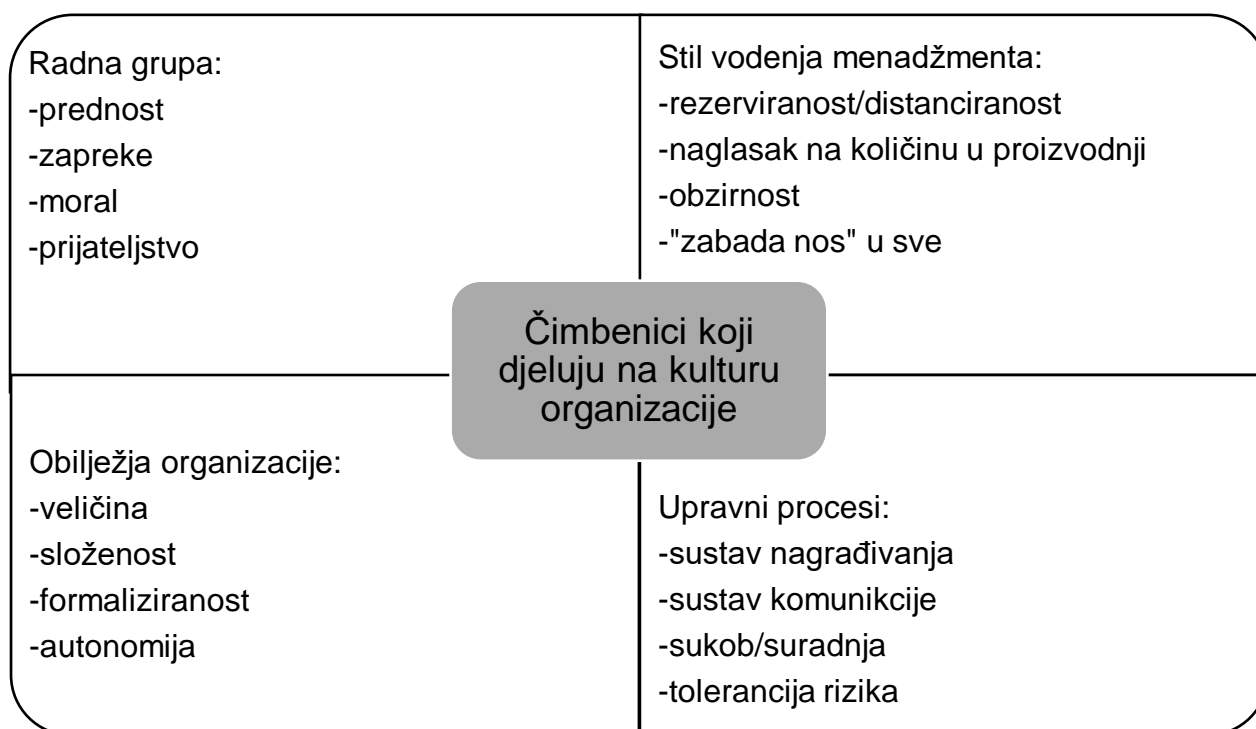 Radna grupa:
-prednost
-zapreke
-moral
-prijateljstvo
Stil vodenja menadžmenta:
-rezerviranost/distanciranost
-naglasak na količinu u proizvodnji
-obzirnost
-"zabada nos" u sve
Čimbenici koji
djeluju na kulturu
organizacije
Obilježja organizacije:
-veličina
-složenost
-formaliziranost
-autonomija
Upravni procesi:
-sustav nagrađivanja
-sustav komunikcije
-sukob/suradnja
-tolerancija rizika